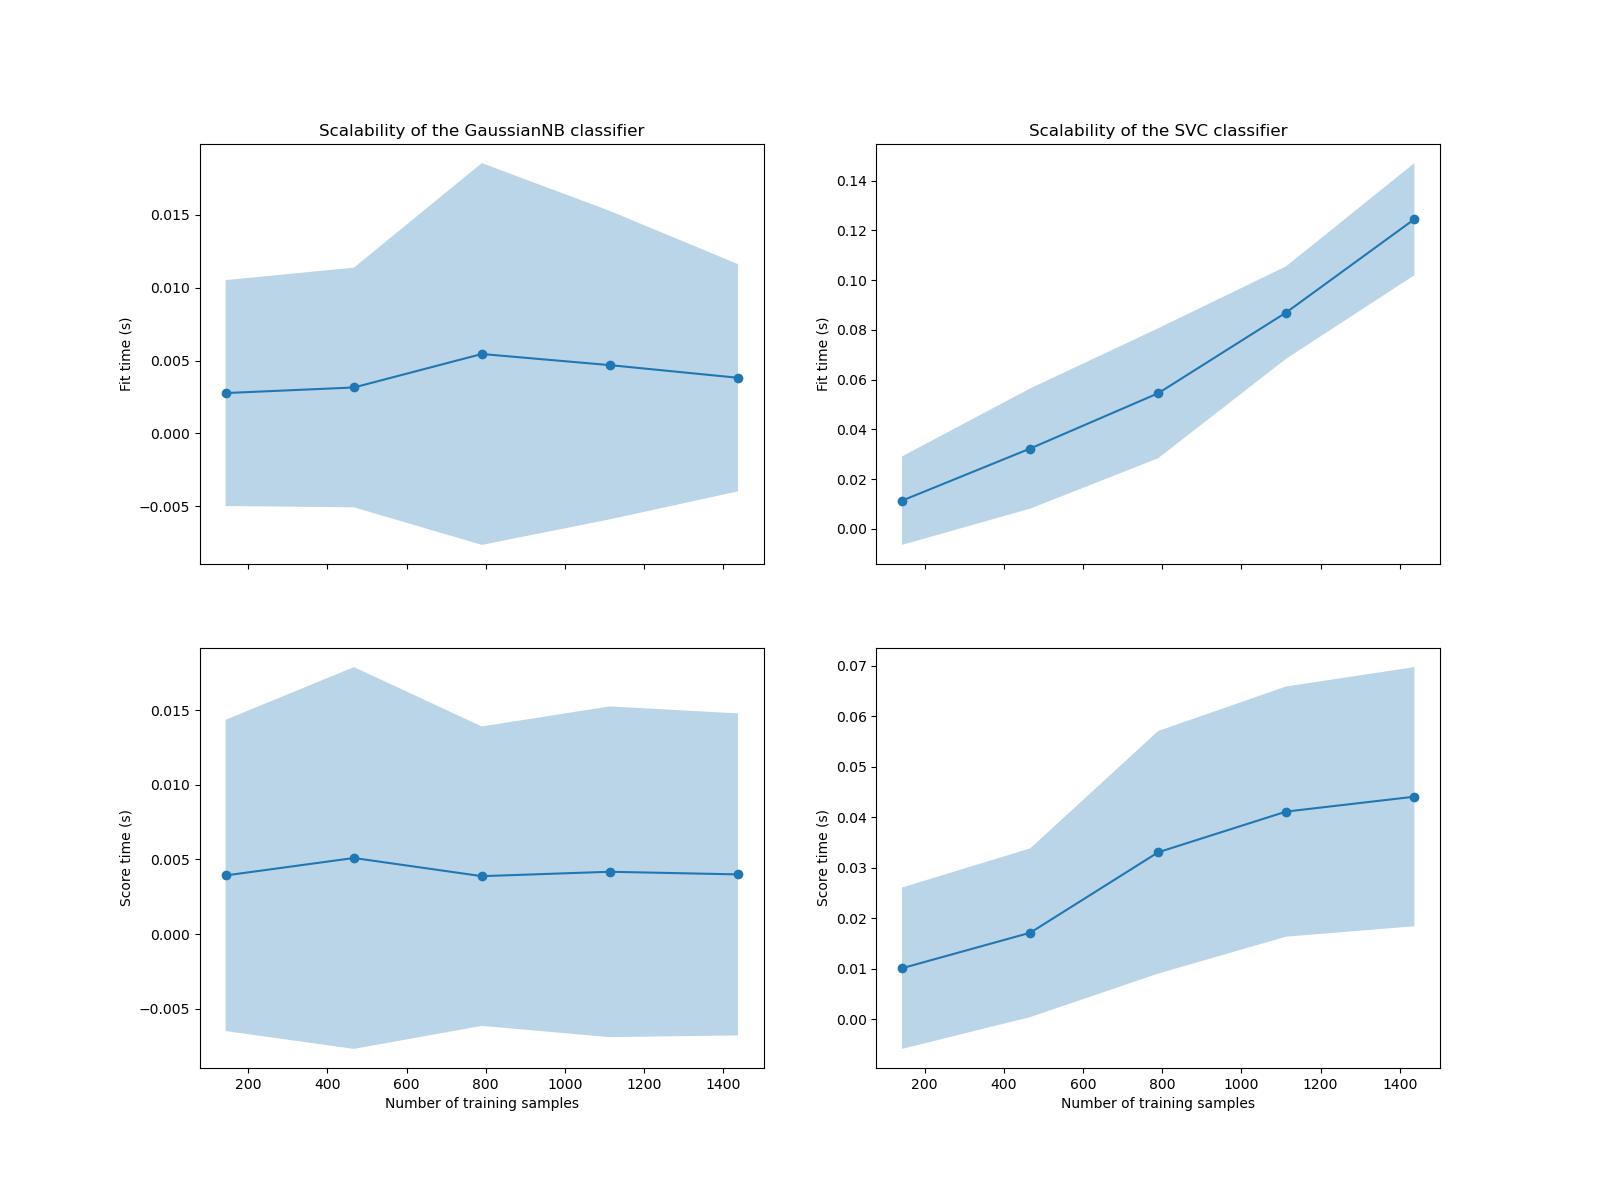 Scalability of the GaussianNB classifier
Fit time (s)
0.015
0.010
0.005
0.000
−0.005
Scalability of the SVC classifier
Fit time (s)
0.14
0.12
0.10
0.08
0.06
0.04
0.02
0.00
Score time (s)
0.015
0.010
0.005
0.000
−0.005
200 400 600 800 1000 1200 1400
Number of training samples
Score time (s)
0.07
0.06
0.05
0.04
0.03
0.02
0.01
0.00
200 400 600 800 1000 1200 1400
Number of training samples